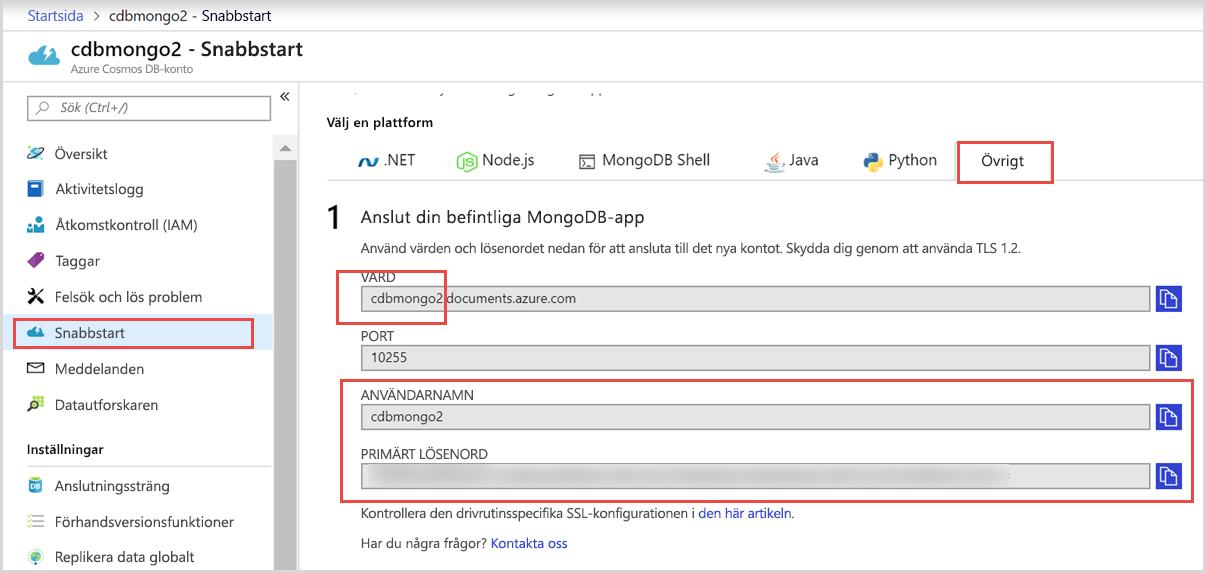 Startsida > cdbmongo2 - Snabbstart
cdbmongo2 - Snabbstart
Azure Cosmos DB-konto
Sök (Ctrl+/)
«
Översikt
Aktivitetslogg
Åtkomstkontroll (IAM)
Taggar
Felsök och lös problem
Snabbstart
Meddelanden
Datautforskaren
Inställningar
Anslutningssträng
Förhandsversionsfunktioner
Replikera data globalt
Välj en plattform
.NET Node.js MongoDB Shell Java Python Övrigt
1 Anslut din befintliga MongoDB-app
Använd värden och lösenordet nedan för att ansluta till det nya kontot. Skydda dig genom att använda TLS 1.2.
VÄRD
cdbmongo2.documents.azure.com
PORT
10255
ANVÄNDARNAMN
cdbmongo2
PRIMÄRT LÖSENORD
Kontrollera den drivrutinsspecifika SSL-konfigurationen i den här artikeln.
Har du några frågor? Kontakta oss